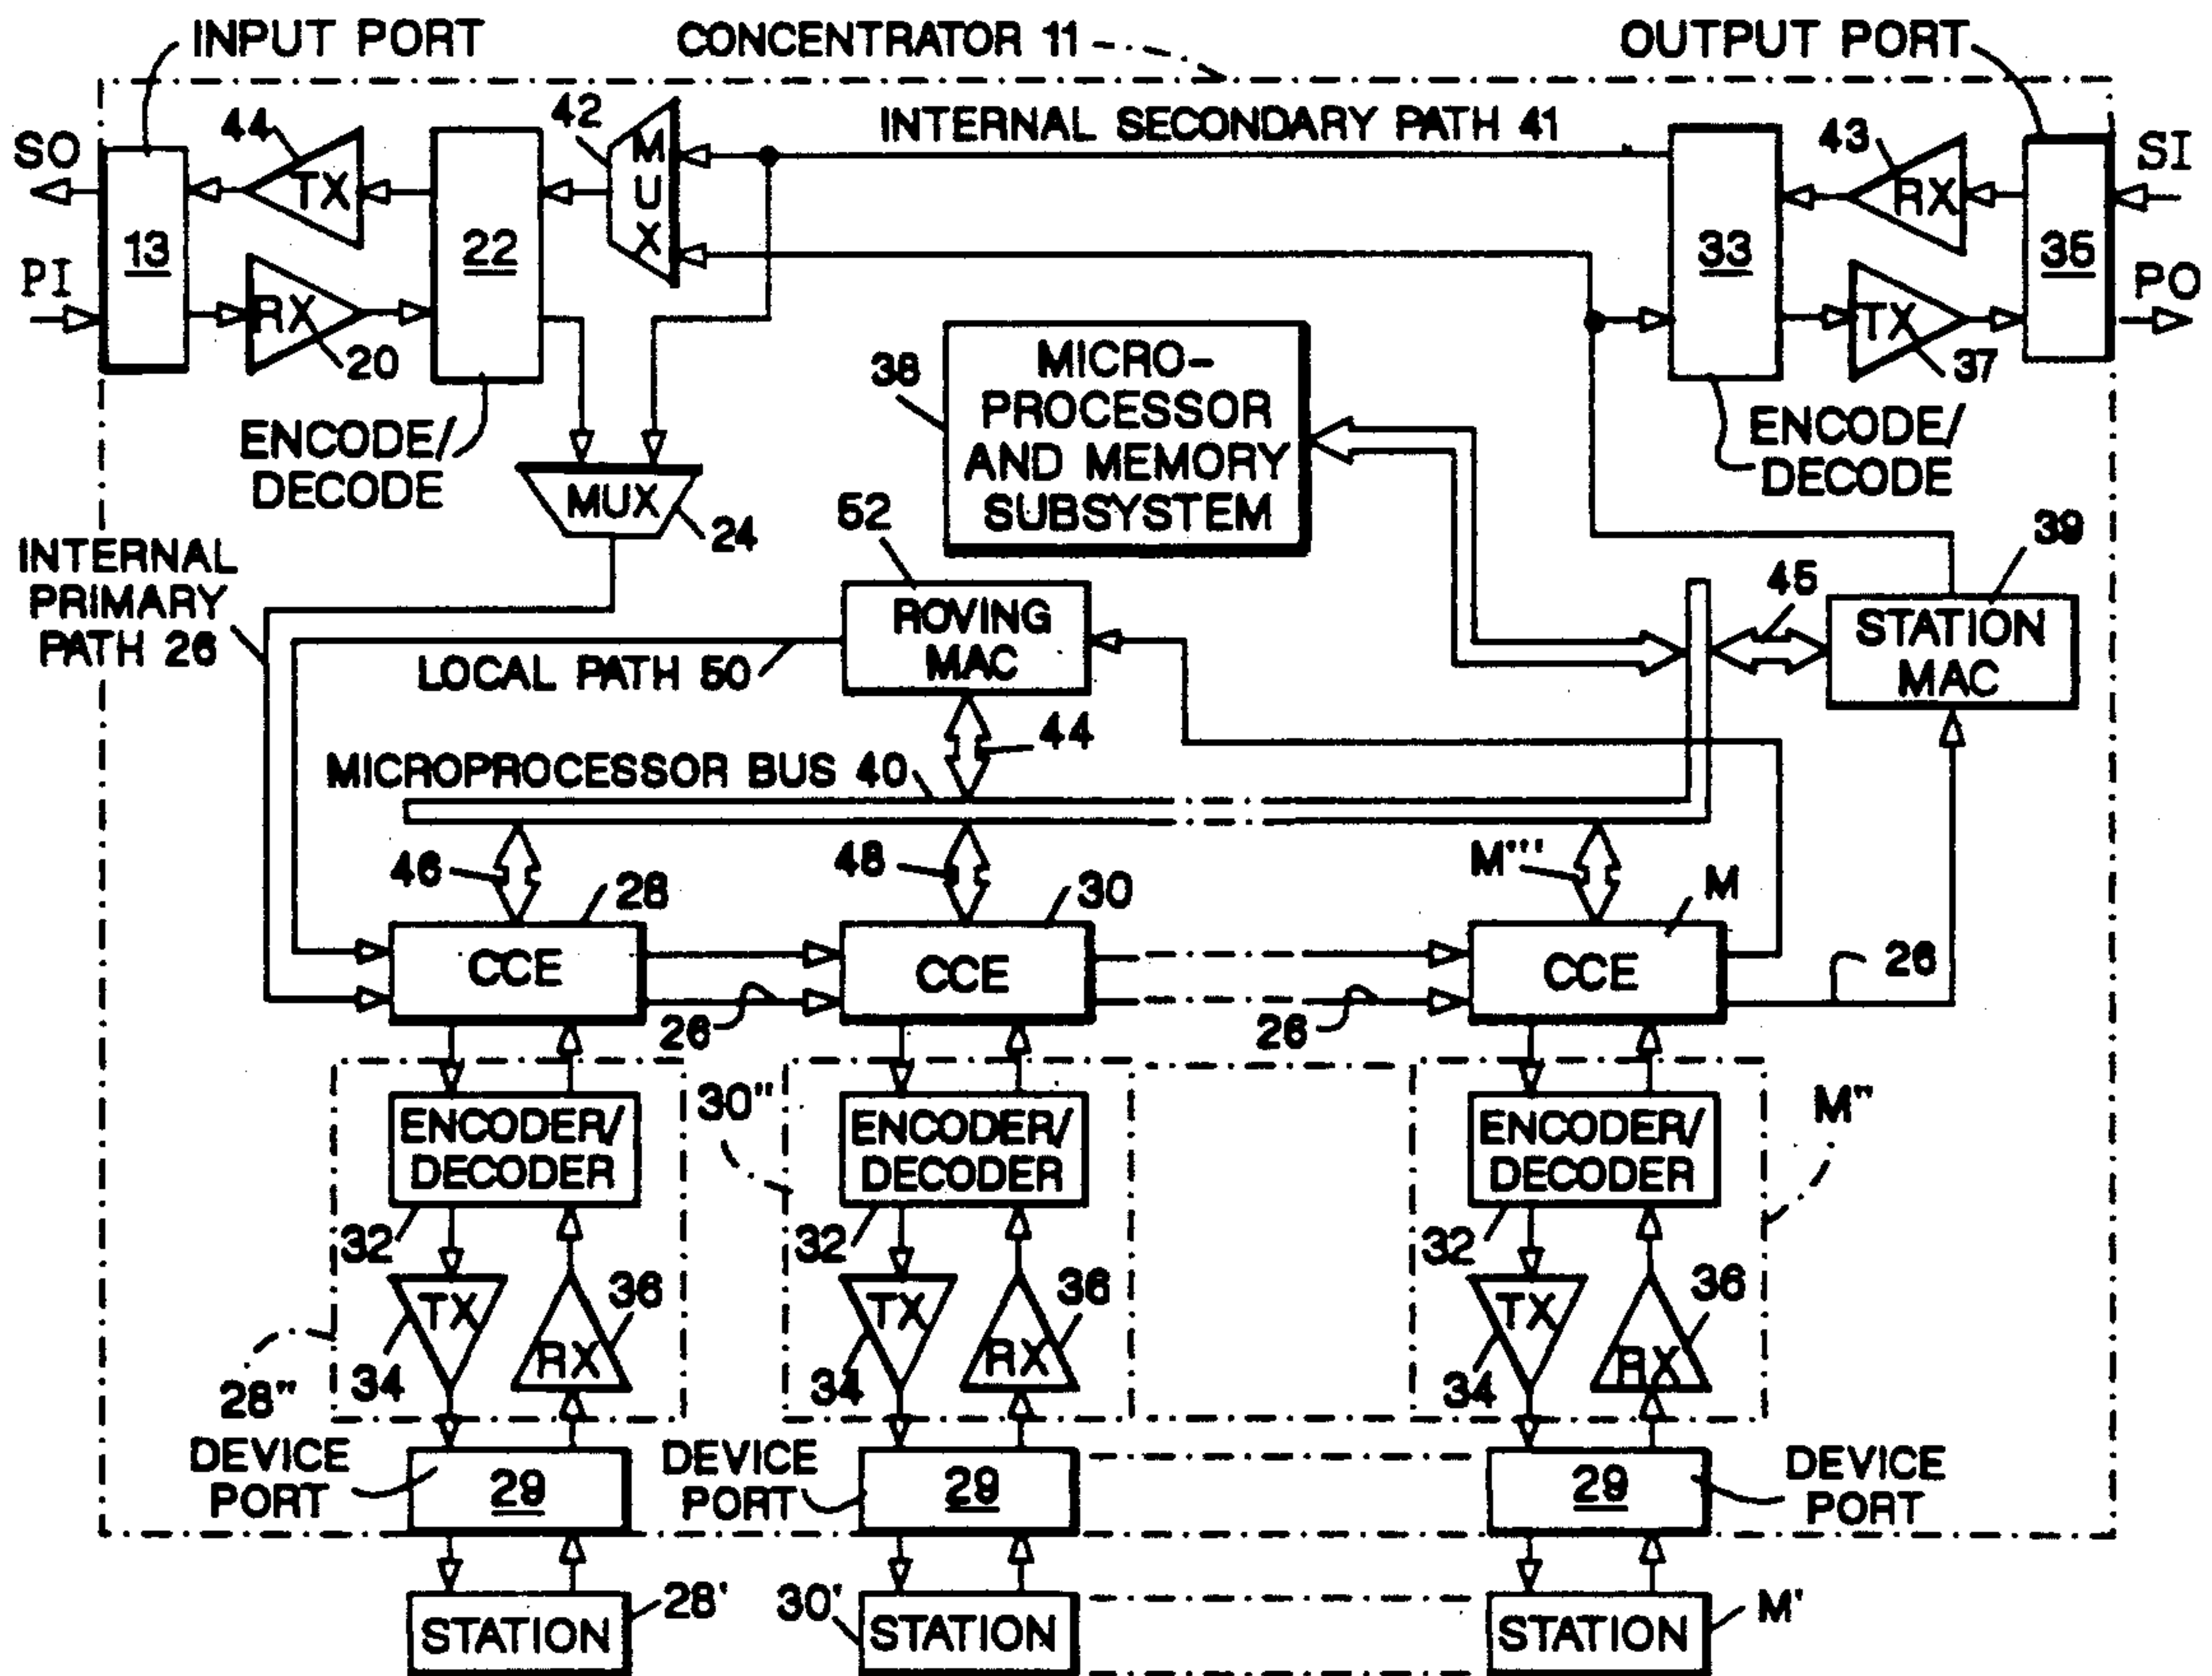 INPUT PORT
CONCENTRATOR 11
OUTPUT PORT
SO
44
TX
42
MUX
INTERNAL SECONDARY PATH 41
43
RX
SI
13
22
33
35
PI
RX
20
PO
TX
37
ENCODE/
DECODE
MUX
24
38
MICRO-
PROCESSOR
AND MEMORY
SUBSYSTEM
ENCODE/
DECODE
INTERNAL
PRIMARY
PATH 26
52
ROVING
MAC
LOCAL PATH 50
45
39
STATION
MAC
44
MICROPROCESSOR BUS 40
46
28
48
30
M'''
M
CCE
CCE
CCE
26
26
26
30"
M"
ENCODER/
DECODER
ENCODER/
DECODER
ENCODER/
DECODER
32
32
32
TX
36
RX
34
TX
36
RX
34
TX
36
RX
34
28"
DEVICE
PORT
29
DEVICE
PORT
29
29
DEVICE
PORT
STATION
28'
30'
STATION
STATION
M'